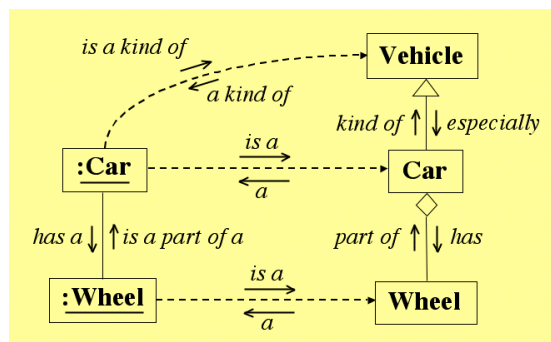 is a kind of
Vehicle
a kind of
kind of
especially
is a
:Car
Car
a
has a
is a part of a
part of
has
is a
:Wheel
Wheel
a